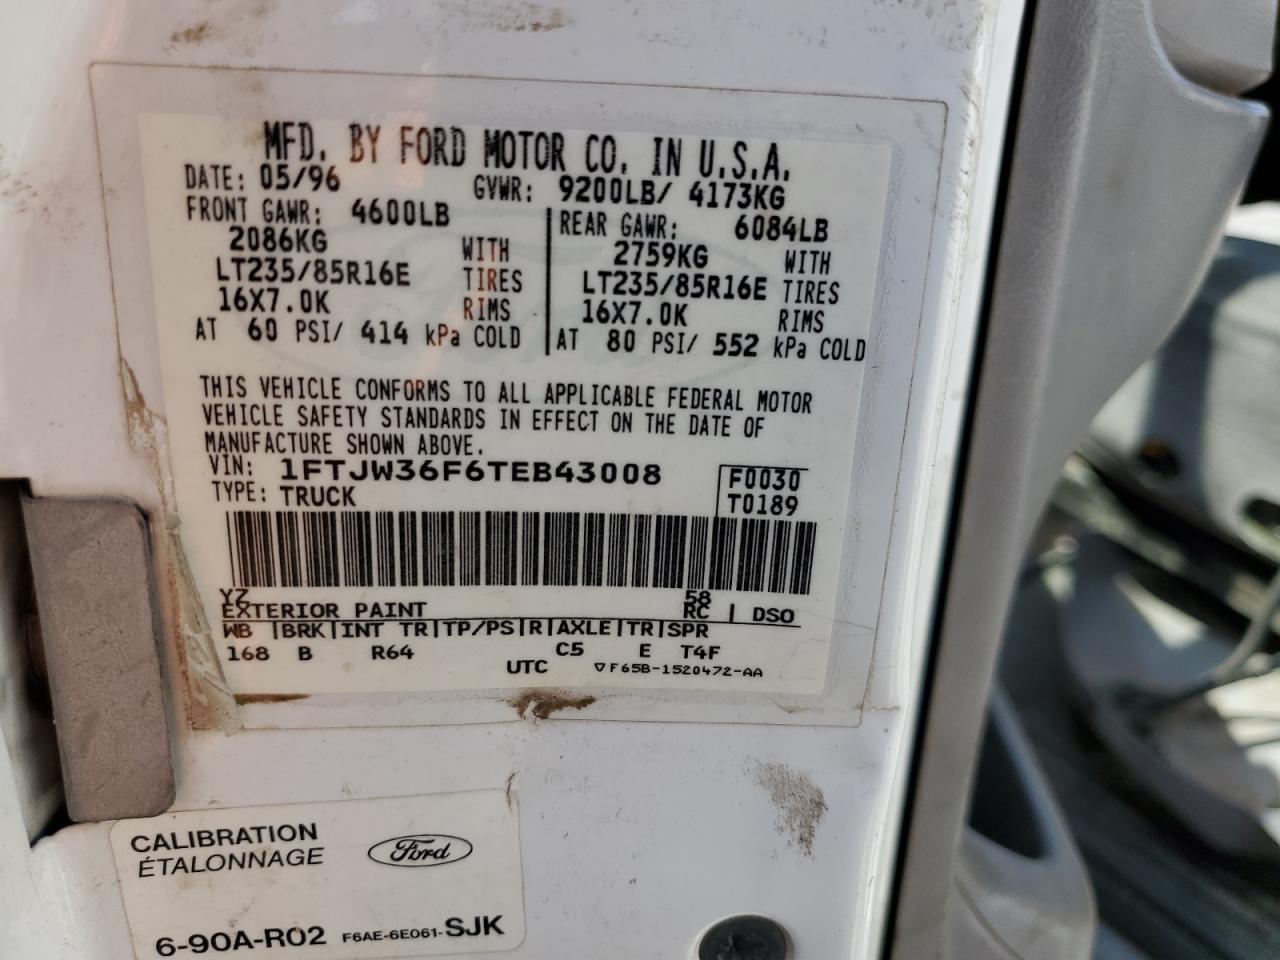 MFD. BY FORD MOTOR CO. IN U.S.A.
DATE: 05/96 GVWR: 9200LB/ 4173KG
FRONT GAWR: 4600LB REAR GAWR: 6084LB
2086KG WITH 2759KG WITH
LT235/85R16E TIRES LT235/85R16E TIRES
16X7.0K RIMS 16X7.0K RIMS
AT 60 PSI/ 414 kPa COLD AT 80 PSI/ 552 kPa COLD
THIS VEHICLE CONFORMS TO ALL APPLICABLE FEDERAL MOTOR
VEHICLE SAFETY STANDARDS IN EFFECT ON THE DATE OF
MANUFACTURE SHOWN ABOVE.
VIN: 1FTJW36F6TEB43008 F0030
TYPE: TRUCK T0189
YZ 58
EXTERIOR PAINT RC | DSO
WB |BRK|INT TR|TP/PS|R|AXLE|TR|SPR
168 B R64 C5 E T4F
UTC ▽F65B-1520472-AA
CALIBRATION
ÉTALONNAGE
Ford
6-90A-R02 F6AE-6E061-SJK